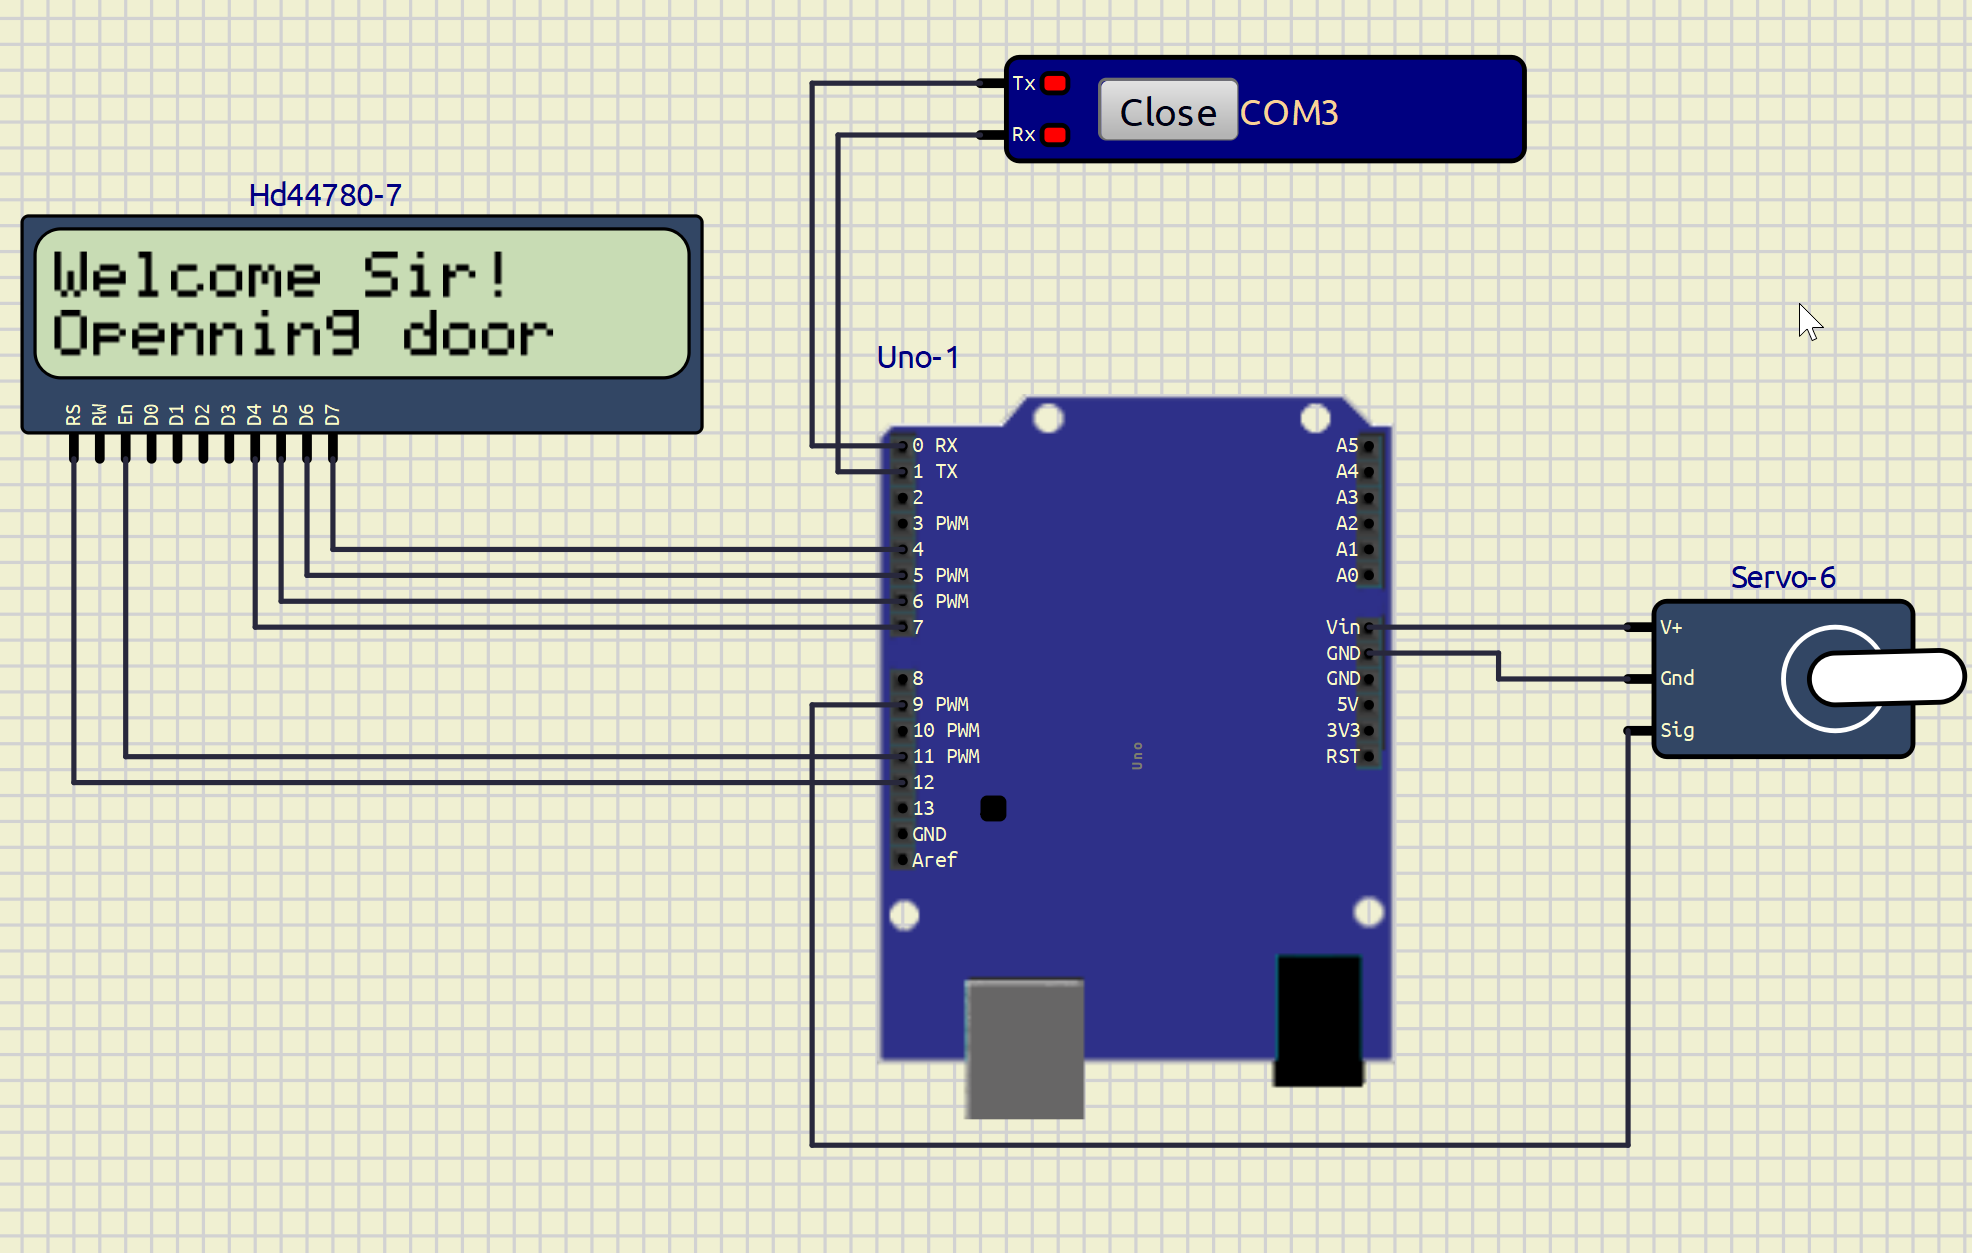 Tx
Close COM3
Rx
Hd44780-7
Welcome Sir!
Openning door
RS RW En D0 D1 D2 D3 D4 D5 D6 D7
Uno-1
0 RX
1 TX
2
3 PWM
4
5 PWM
6 PWM
7
8
9 PWM
10 PWM
11 PWM
12
13
GND
Aref
Uno
A5
A4
A3
A2
A1
A0
Vin
GND
GND
5V
3V3
RST
Servo-6
V+
Gnd
Sig